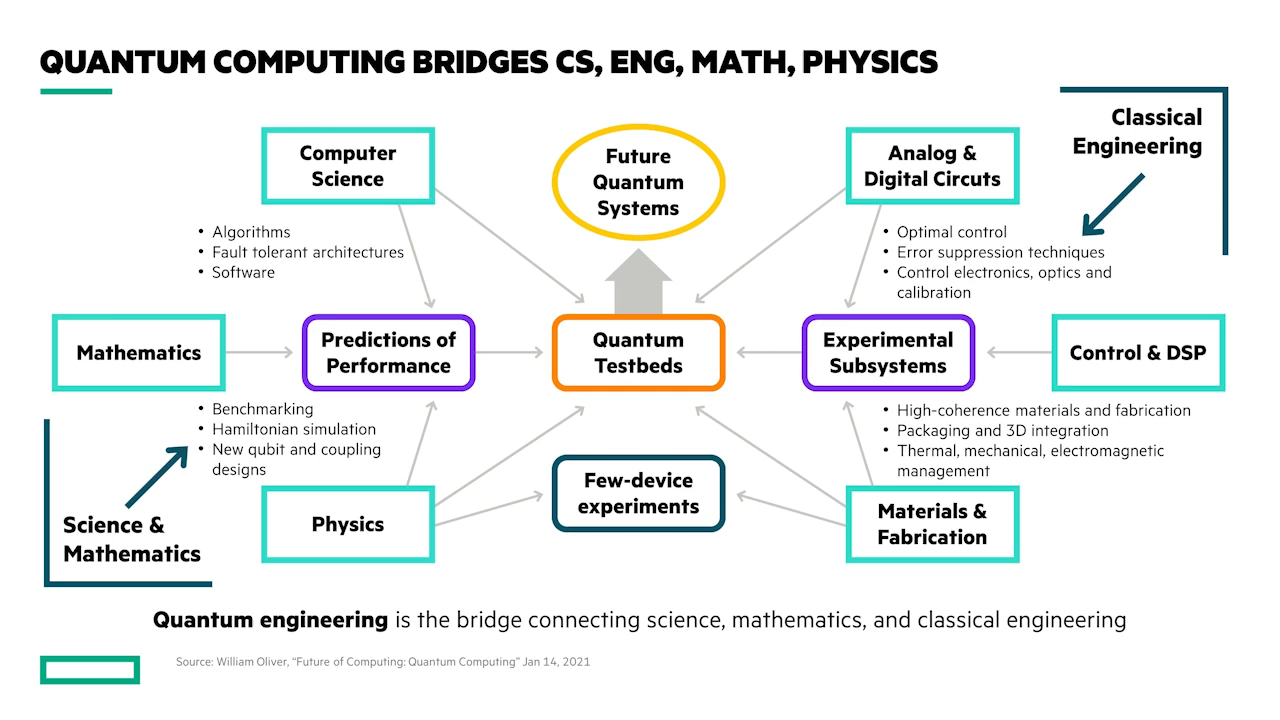 QUANTUM COMPUTING BRIDGES CS, ENG, MATH, PHYSICS
Classical
Engineering
Computer
Science
Future
Quantum
Systems
Analog &
Digital Circuts
• Algorithms
• Fault tolerant architectures
• Software
• Optimal control
• Error suppression techniques
• Control electronics, optics and
calibration
Mathematics
Predictions of
Performance
Quantum
Testbeds
Experimental
Subsystems
Control & DSP
• Benchmarking
• Hamiltonian simulation
• New qubit and coupling
designs
• High-coherence materials and fabrication
• Packaging and 3D integration
• Thermal, mechanical, electromagnetic
management
Science &
Mathematics
Physics
Few-device
experiments
Materials &
Fabrication
Quantum engineering is the bridge connecting science, mathematics, and classical engineering
Source: William Oliver, “Future of Computing: Quantum Computing” Jan 14, 2021